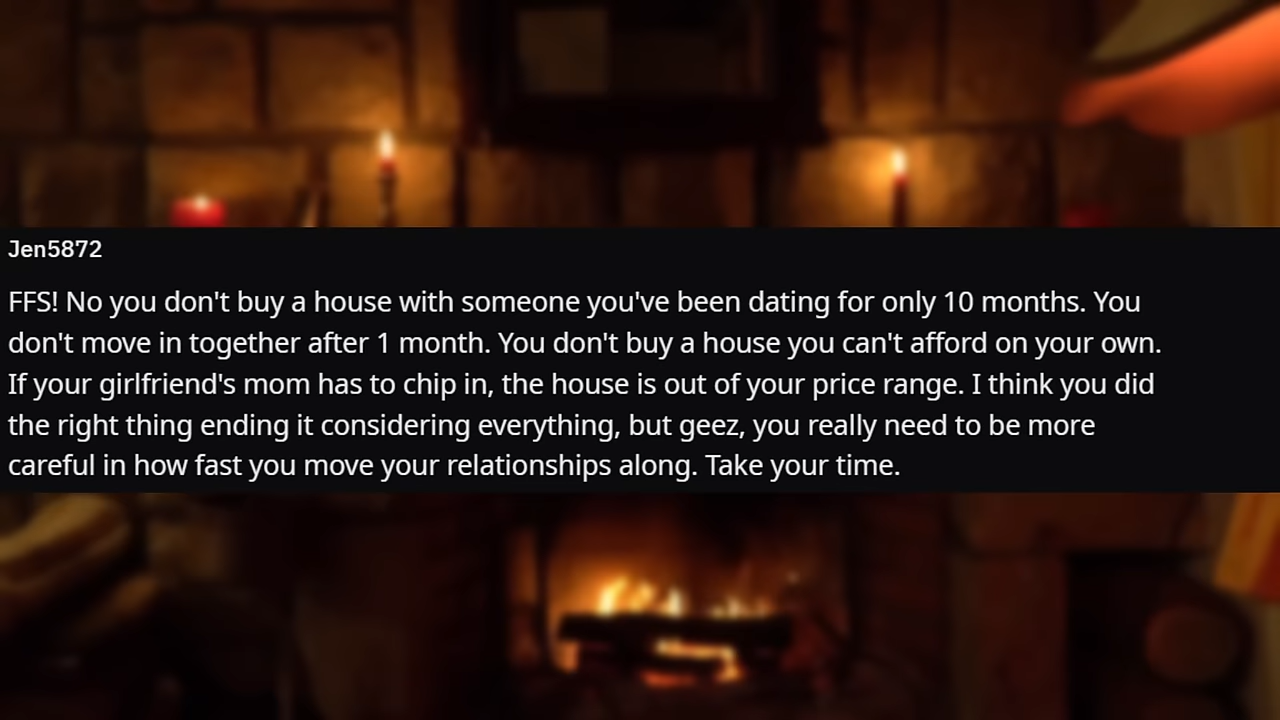 Jen5872
FFS! No you don't buy a house with someone you've been dating for only 10 months. You
don't move in together after 1 month. You don't buy a house you can't afford on your own.
If your girlfriend's mom has to chip in, the house is out of your price range. I think you did
the right thing ending it considering everything, but geez, you really need to be more
careful in how fast you move your relationships along. Take your time.